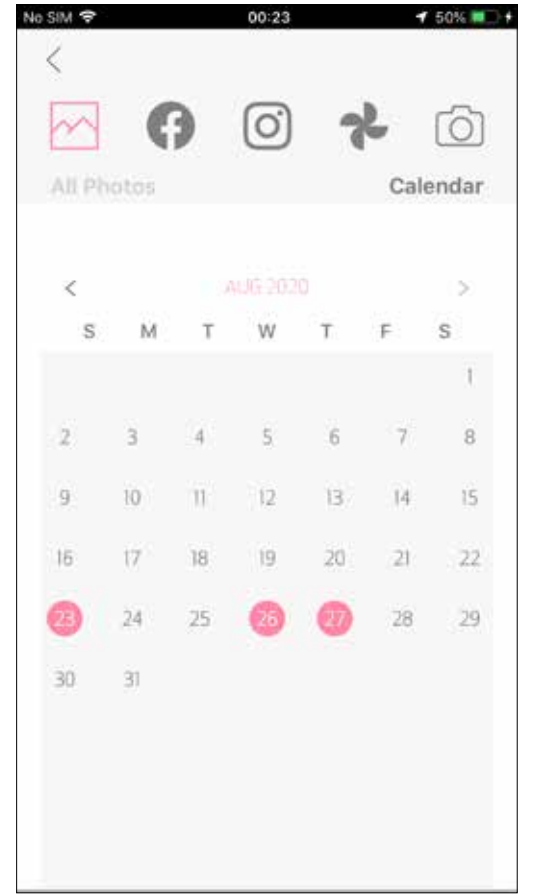 No SIM 00:23 50%
All Photos Calendar
< AUG 2020 >
S M T W T F S
1
2 3 4 5 6 7 8
9 10 11 12 13 14 15
16 17 18 19 20 21 22
23 24 25 26 27 28 29
30 31